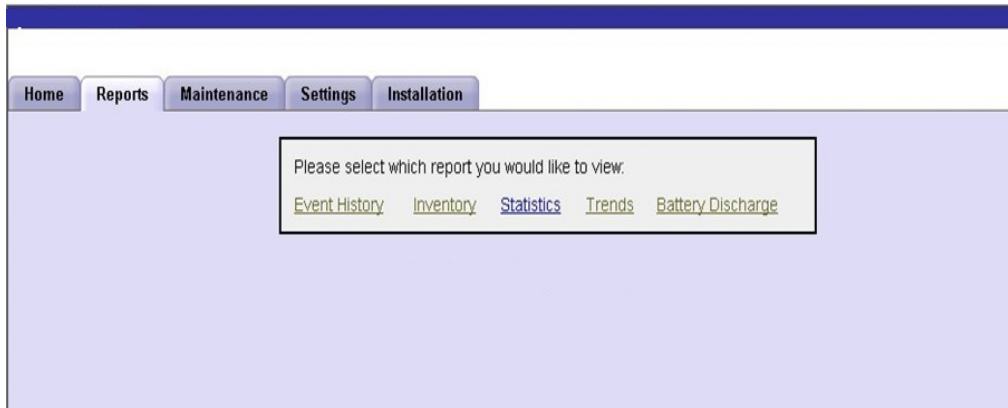 Home Reports Maintenance Settings Installation
Please select which report you would like to view:
Event History Inventory Statistics Trends Battery Discharge